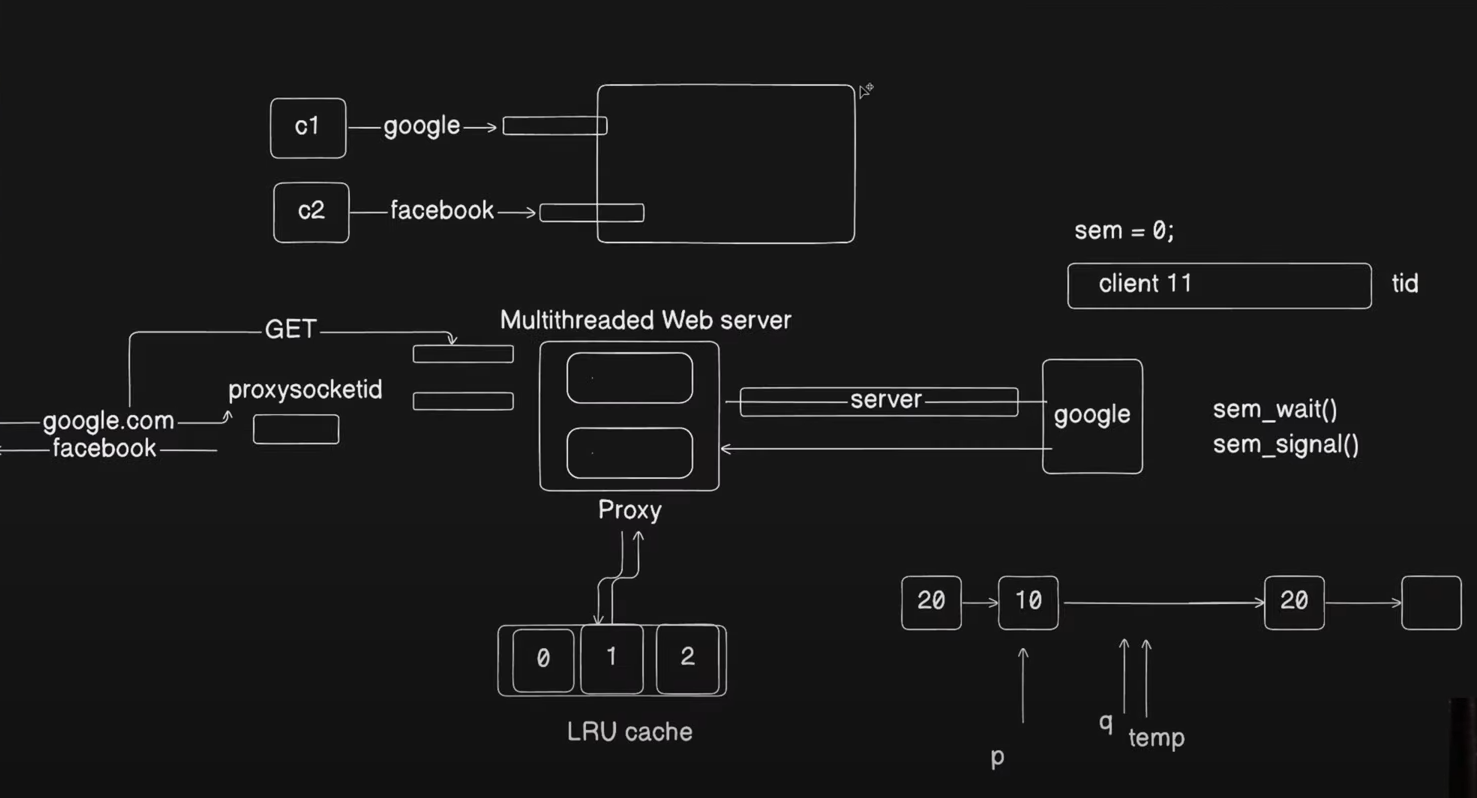 c1
google
c2
facebook
sem = 0;
client 11
tid
Multithreaded Web server
GET
proxysocketid
google.com
facebook
server
google
sem_wait()
sem_signal()
Proxy
20
10
20
0
1
2
LRU cache
p
q
temp